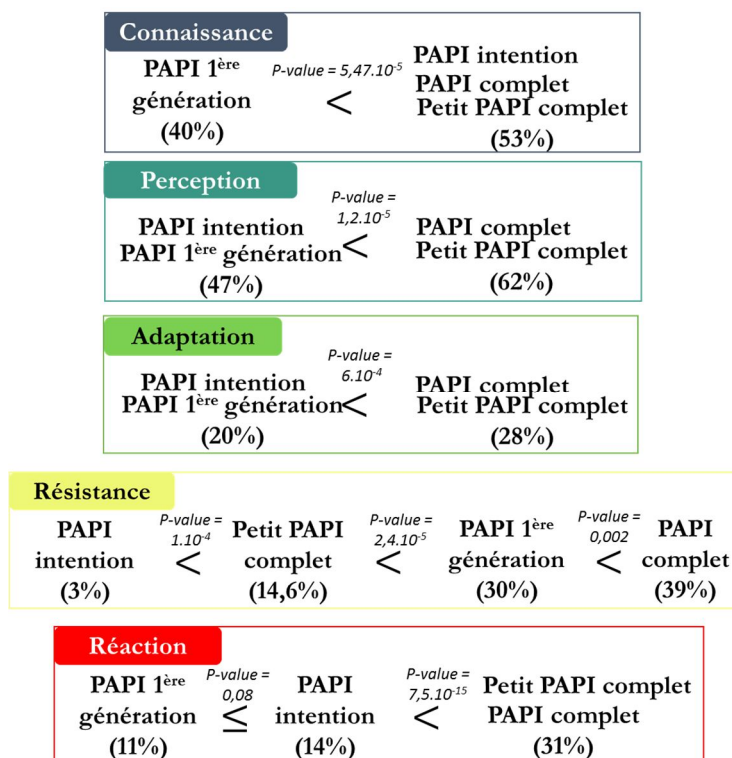 Connaissance
PAPI 1ère génération (40%)
P-value = 5,47.10-5
<
PAPI intention
PAPI complet
Petit PAPI complet
(53%)
Perception
PAPI intention
PAPI 1ère génération
(47%)
P-value =
1,2.10-5
<
PAPI complet
Petit PAPI complet
(62%)
Adaptation
PAPI intention
PAPI 1ère génération
(20%)
P-value =
6.10-4
<
PAPI complet
Petit PAPI complet
(28%)
Résistance
PAPI
intention
(3%)
P-value =
1.10-4
<
Petit PAPI
complet
(14,6%)
P-value =
2,4.10-5
<
PAPI 1ère
génération
(30%)
P-value =
0,002
<
PAPI
complet
(39%)
Réaction
PAPI 1ère
génération
(11%)
P-value =
0,08
≤
PAPI
intention
(14%)
P-value =
7,5.10-15
<
Petit PAPI complet
PAPI complet
(31%)